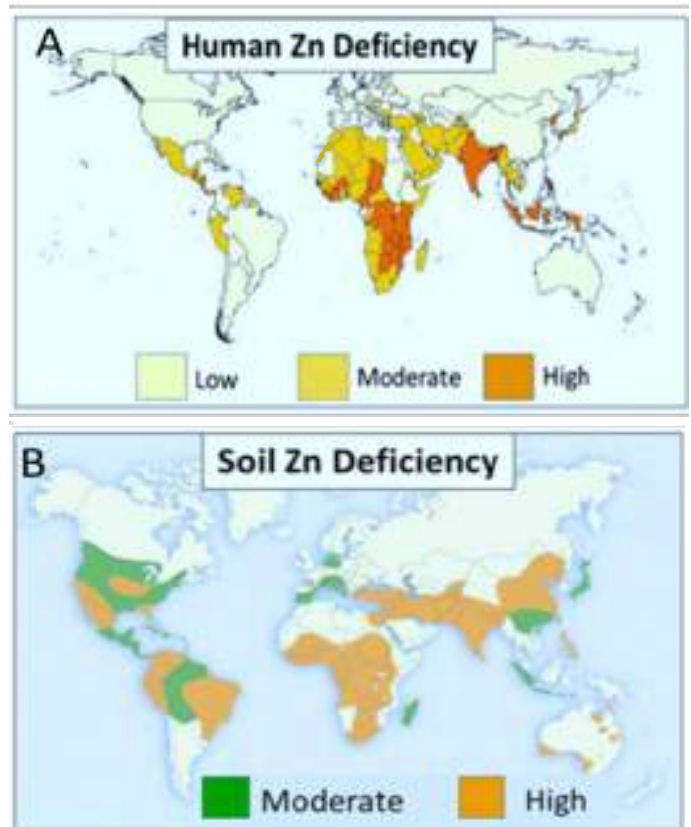 A
Human Zn Deficiency
Low
Moderate
High
B
Soil Zn Deficiency
Moderate
High